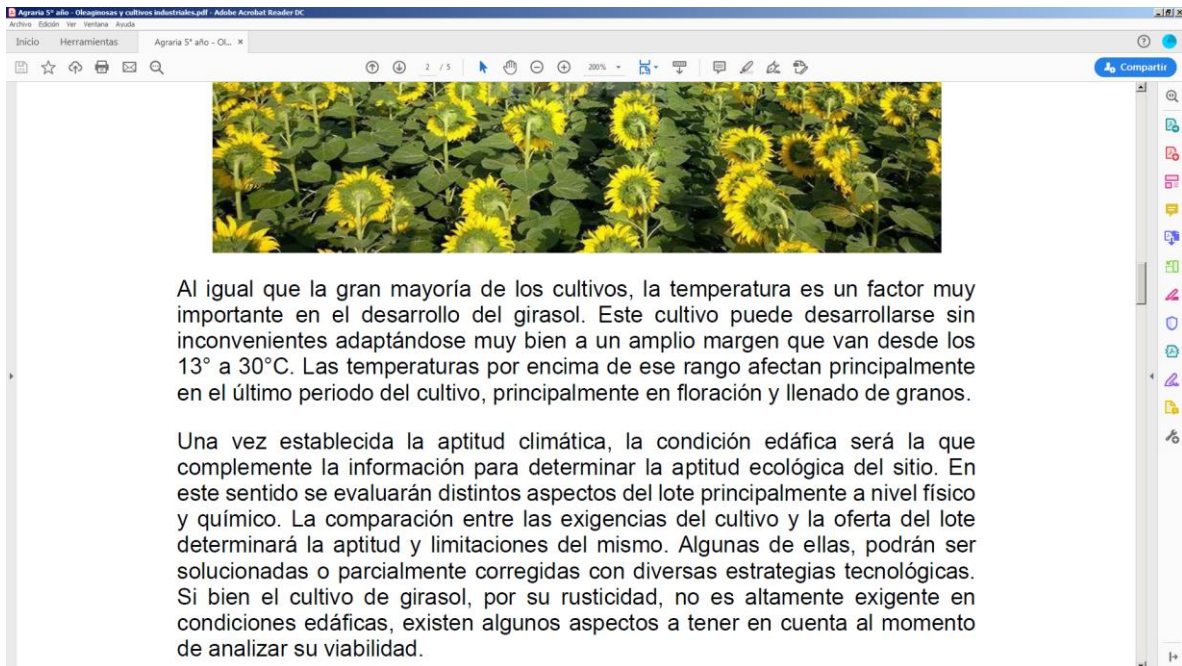 Agraria 5° año - Oleaginosas y cultivos industriales.pdf - Adobe Acrobat Reader DC
Archivo Edición Ver Ventana Ayuda
Inicio Herramientas Agraria 5° año - OL... ×
2 / 5 200%
Compartir
Al igual que la gran mayoría de los cultivos, la temperatura es un factor muy
importante en el desarrollo del girasol. Este cultivo puede desarrollarse sin
inconvenientes adaptándose muy bien a un amplio margen que van desde los
13° a 30°C. Las temperaturas por encima de ese rango afectan principalmente
en el último periodo del cultivo, principalmente en floración y llenado de granos.
Una vez establecida la aptitud climática, la condición edáfica será la que
complemente la información para determinar la aptitud ecológica del sitio. En
este sentido se evaluarán distintos aspectos del lote principalmente a nivel físico
y químico. La comparación entre las exigencias del cultivo y la oferta del lote
determinará la aptitud y limitaciones del mismo. Algunas de ellas, podrán ser
solucionadas o parcialmente corregidas con diversas estrategias tecnológicas.
Si bien el cultivo de girasol, por su rusticidad, no es altamente exigente en
condiciones edáficas, existen algunos aspectos a tener en cuenta al momento
de analizar su viabilidad.